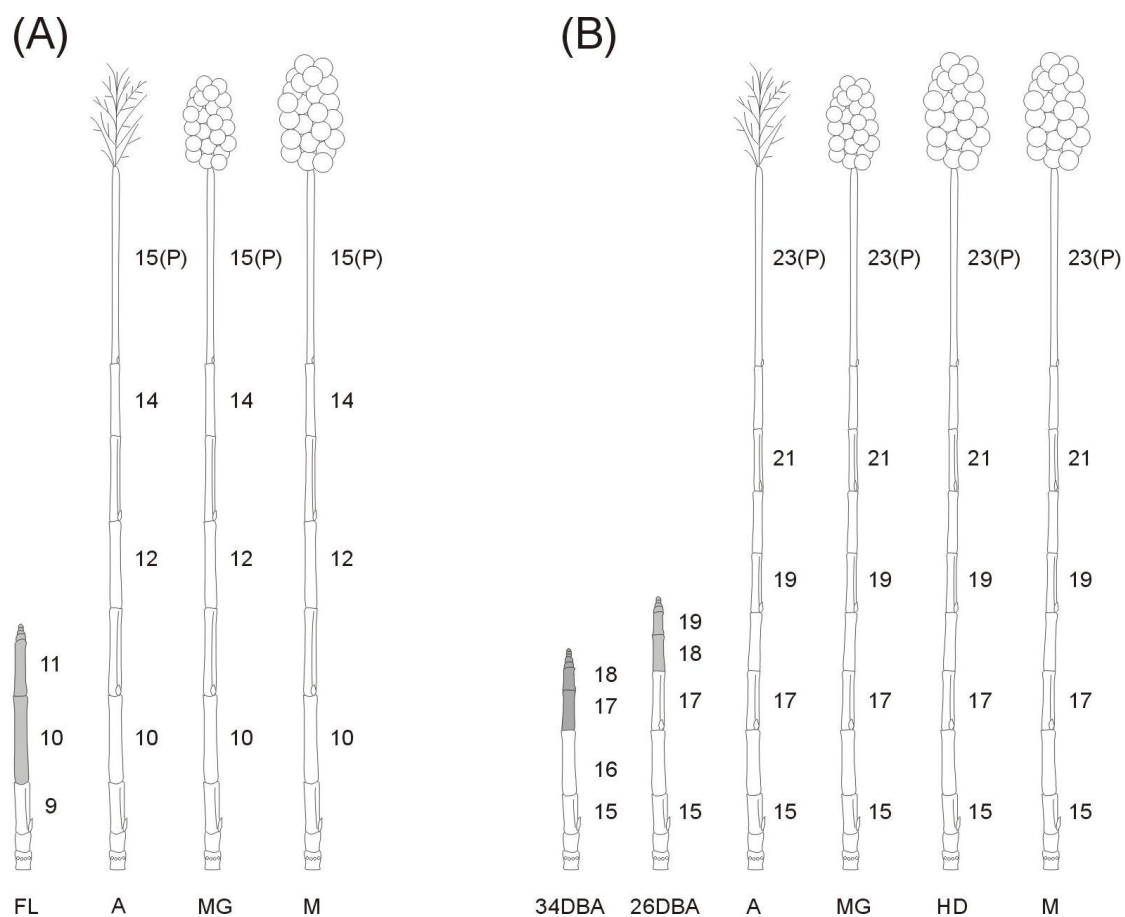 (A)
15(P) 15(P) 15(P)
14 14 14
12 12 12
11
10 10 10 10
9
FL A MG M
(B)
23(P) 23(P) 23(P) 23(P)
21 21 21 21
19 19 19 19 19
18 18
17 17 17 17 17 17
16
15 15 15 15 15 15
34DBA 26DBA A MG HD M